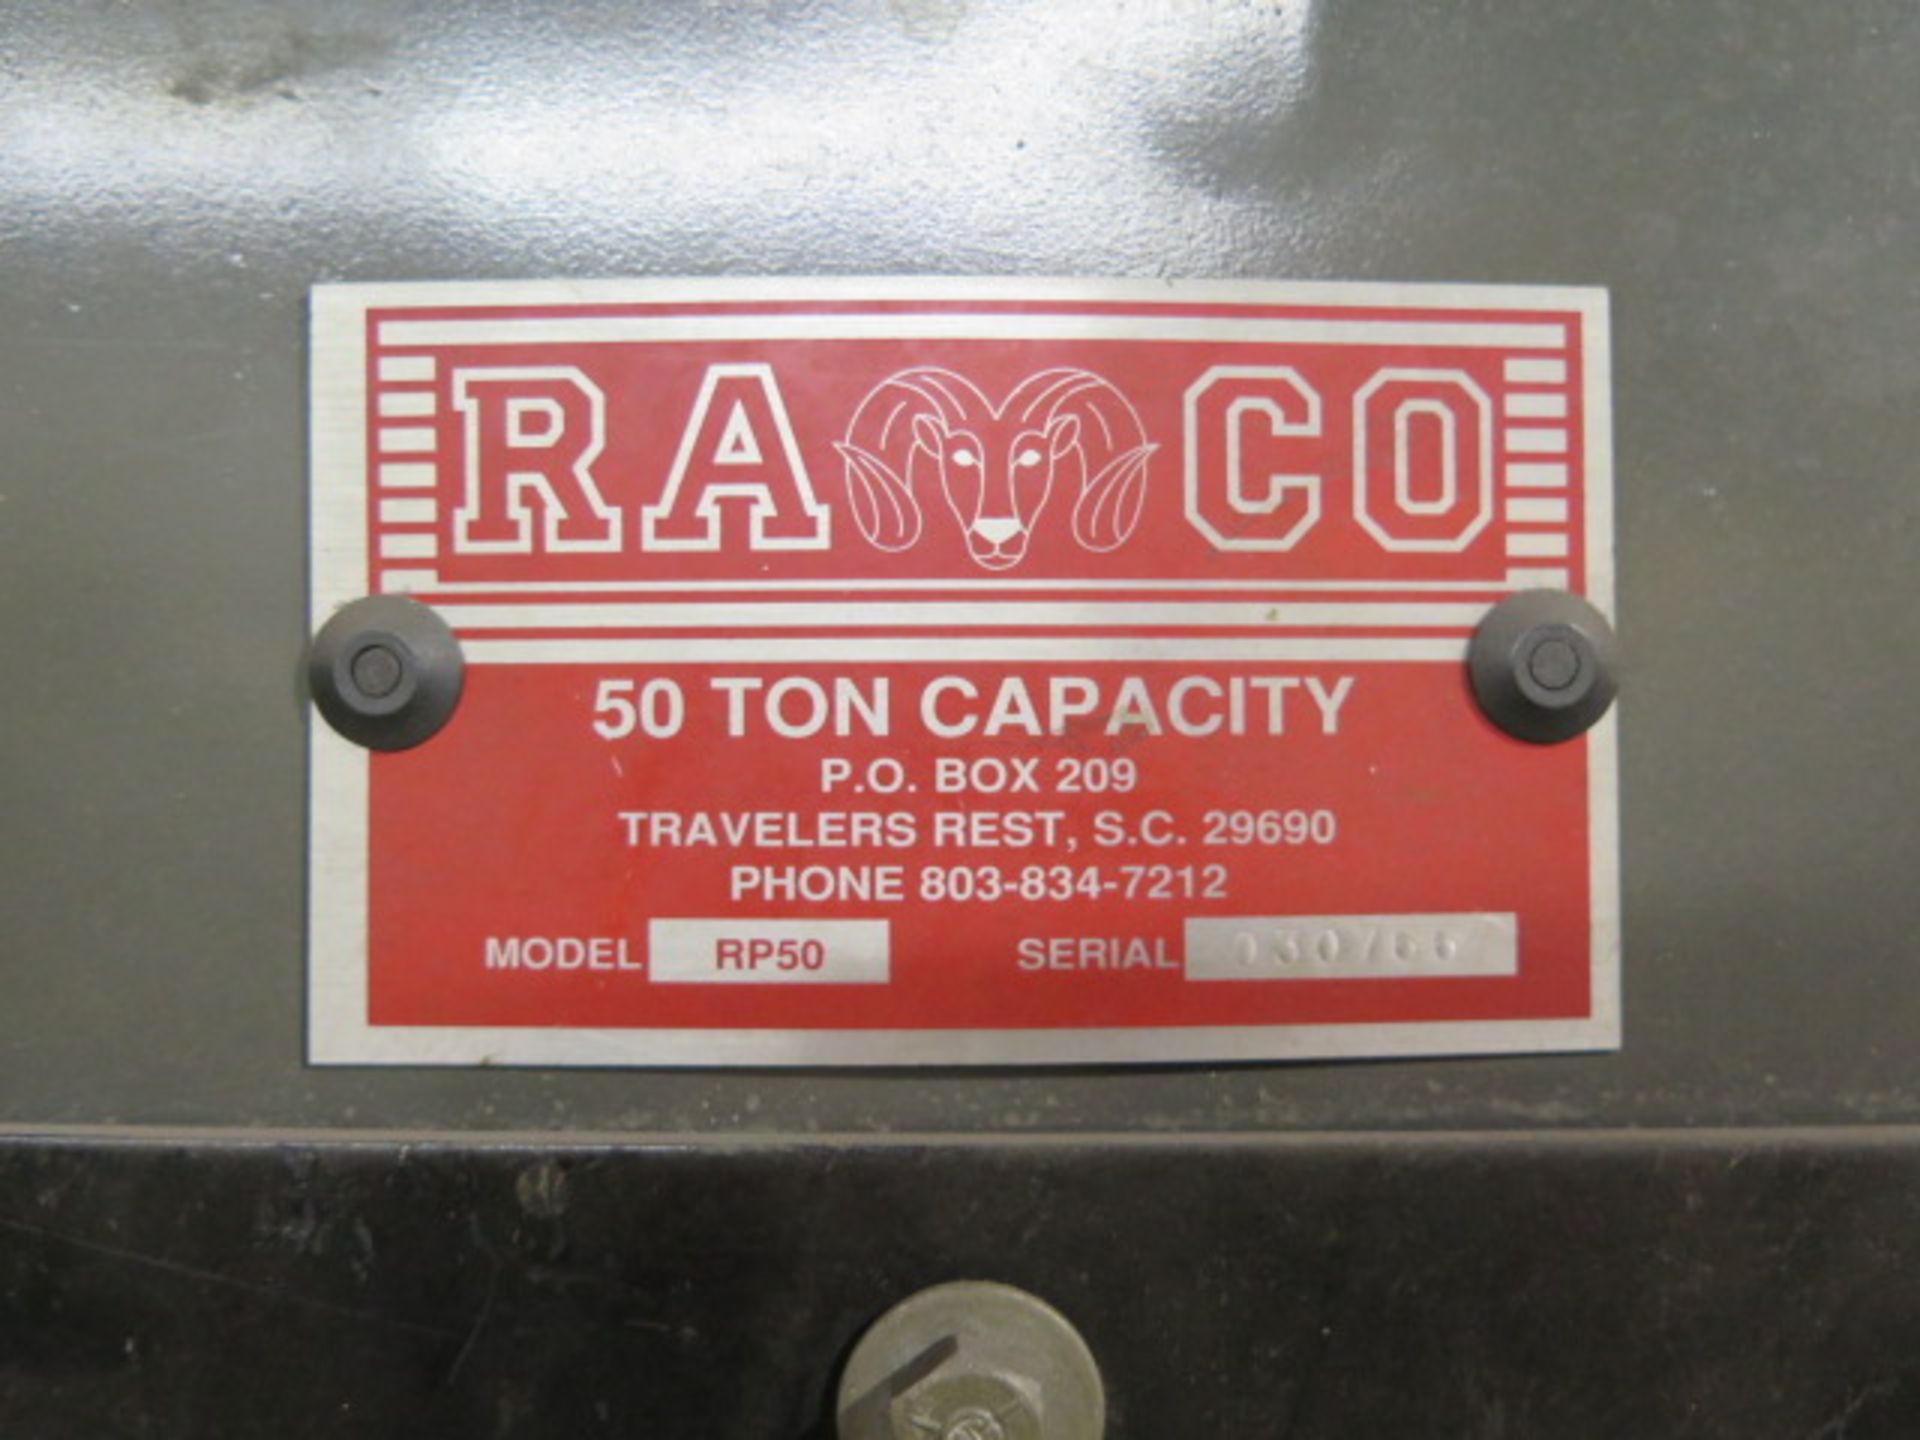 RA CO
50 TON CAPACITY
P.O. BOX 209
TRAVELERS REST, S.C. 29690
PHONE 803-834-7212
MODEL RP50 SERIAL